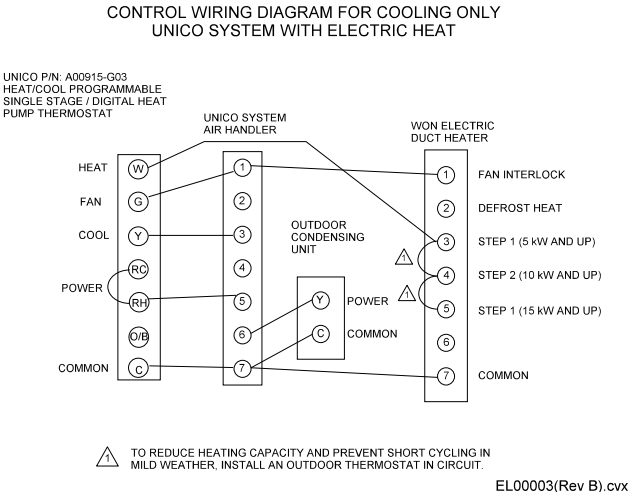 CONTROL WIRING DIAGRAM FOR COOLING ONLY
UNICO SYSTEM WITH ELECTRIC HEAT
UNICO P/N: A00915-G03
HEAT/COOL PROGRAMMABLE
SINGLE STAGE / DIGITAL HEAT
PUMP THERMOSTAT
UNICO SYSTEM
AIR HANDLER
WON ELECTRIC
DUCT HEATER
HEAT
W
FAN
G
COOL
Y
RC
POWER
RH
O/B
COMMON
C
1
2
3
4
5
6
7
OUTDOOR
CONDENSING
UNIT
Y
POWER
C
COMMON
1
FAN INTERLOCK
2
DEFROST HEAT
3
STEP 1 (5 kW AND UP)
1
4
STEP 2 (10 kW AND UP)
1
5
STEP 1 (15 kW AND UP)
6
7
COMMON
1
TO REDUCE HEATING CAPACITY AND PREVENT SHORT CYCLING IN
MILD WEATHER, INSTALL AN OUTDOOR THERMOSTAT IN CIRCUIT.
EL00003(Rev B).cvx